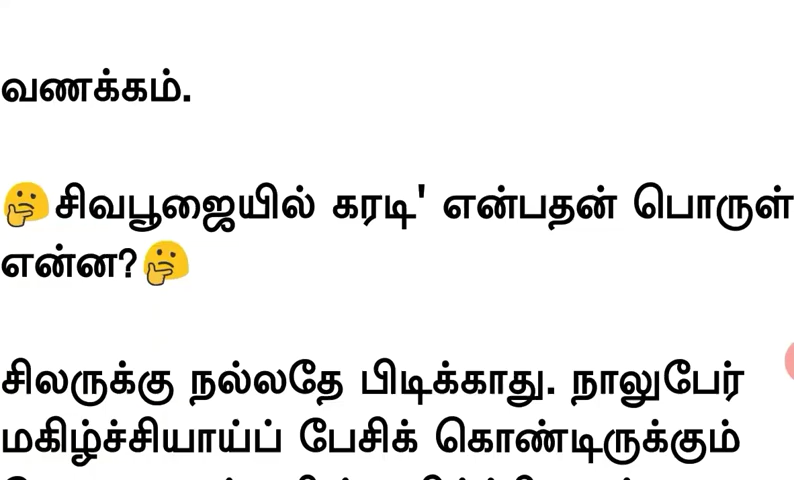 வணக்கம்.
🤔சிவபூஜையில் கரடி' என்பதன் பொருள்
என்ன?🤔
சிலருக்கு நல்லதே பிடிக்காது. நாலுபேர்
மகிழ்ச்சியாய்ப் பேசிக் கொண்டிருக்கும்